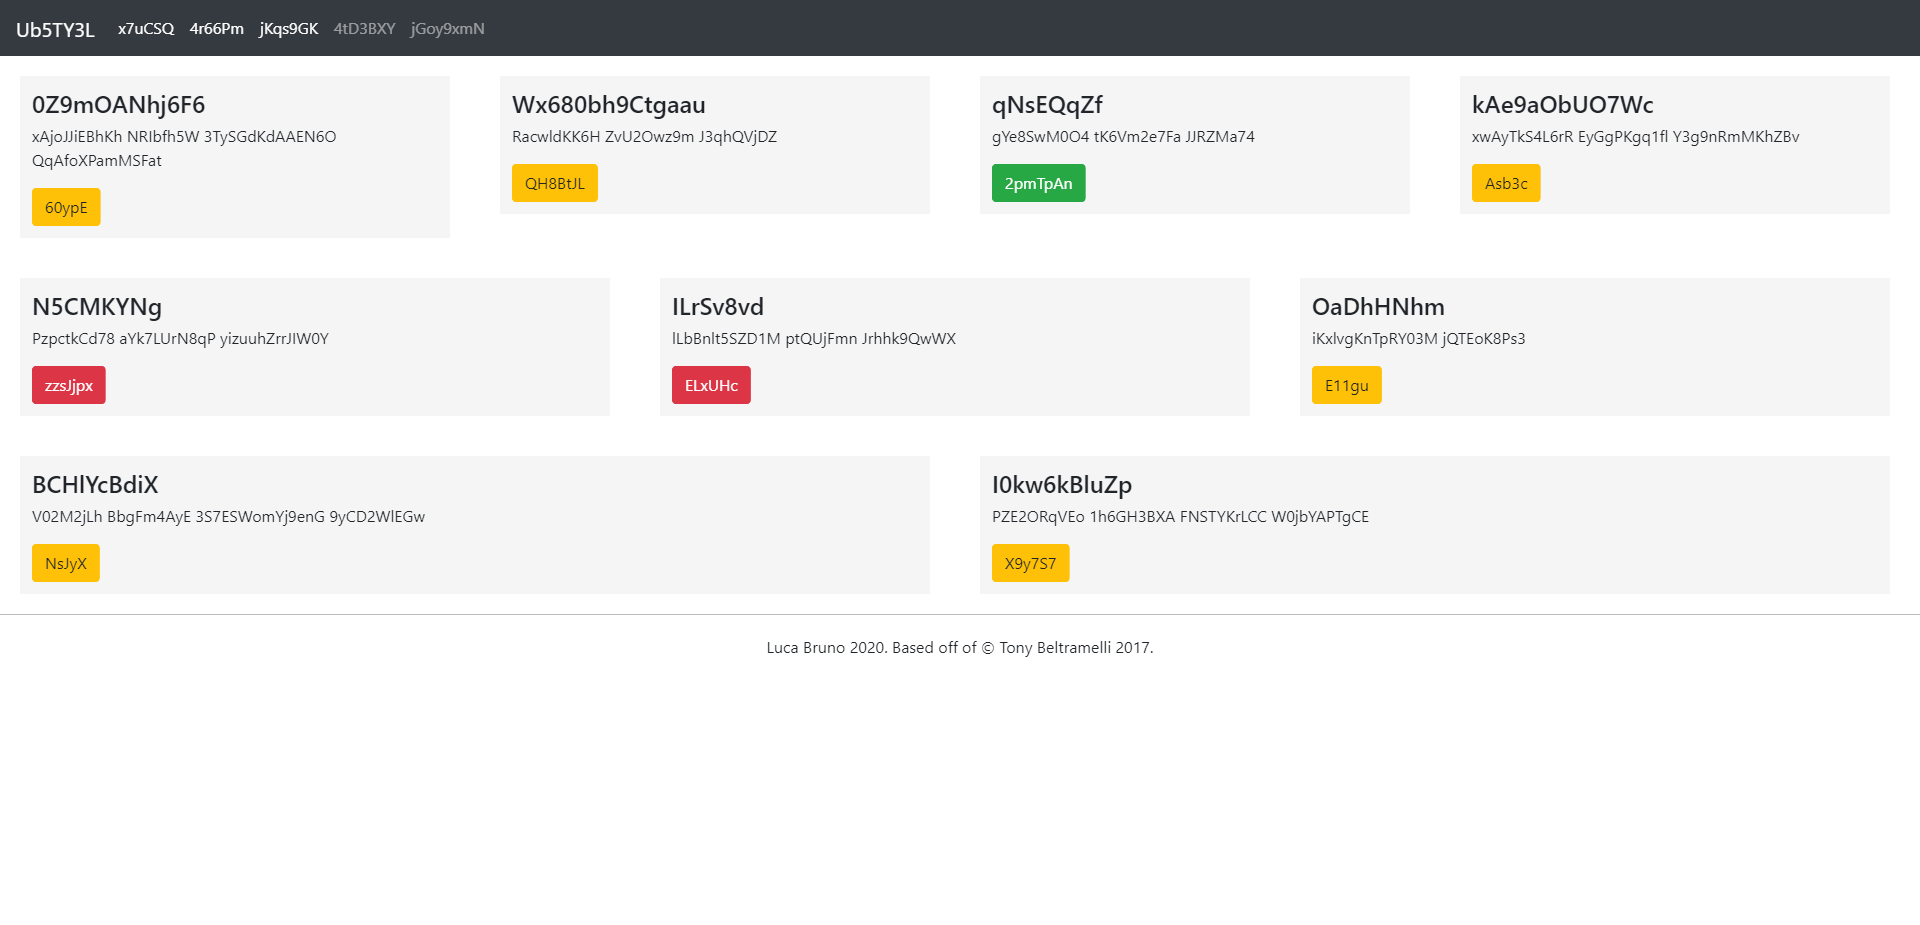 Ub5TY3L x7uCSQ 4r66Pm jKqs9GK 4tD3BXY jGoy9xmN
0Z9mOANhj6F6
xAjoJJiEBhKh NRIbfh5W 3TySGdKdAAEN6O
QqAfoXPamMSFat
60ypE
Wx680bh9Ctgaau
RacwldKK6H ZvU2Owz9m J3qhQVjDZ
QH8BtJL
qNsEQqZf
gYe8SwM0O4 tK6Vm2e7Fa JJRZMa74
2pmTpAn
kAe9aObUO7Wc
xwAyTkS4L6rR EyGgPKgq1fl Y3g9nRmMKhZBv
Asb3c
N5CMKYNg
PzpctkCd78 aYk7LUrN8qP yizuuhZrrJIW0Y
zzsJjpx
ILrSv8vd
lLbBnlt5SZD1M ptQUjFmn Jrhhk9QwWX
ELxUHc
OaDhHNhm
iKxlvgKnTpRY03M jQTEoK8Ps3
E11gu
BCHlYcBdiX
V02M2jLh BbgFm4AyE 3S7ESWomYj9enG 9yCD2WlEGw
NsJyX
I0kw6kBluZp
PZE2ORqVEo 1h6GH3BXA FNSTYKrLCC W0jbYAPTgCE
X9y7S7
Luca Bruno 2020. Based off of © Tony Beltramelli 2017.